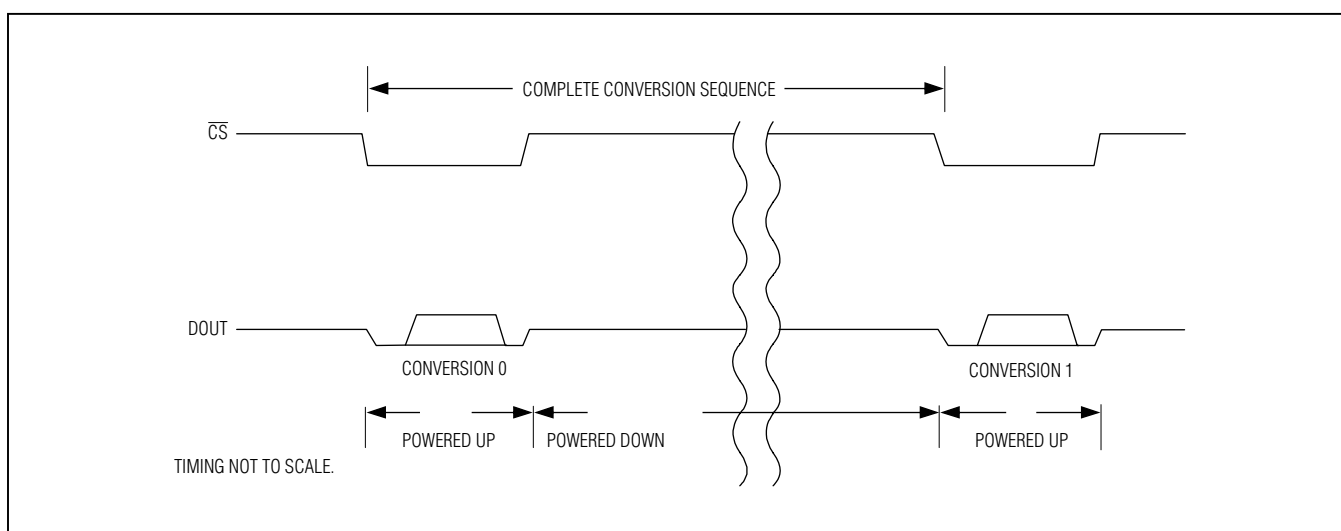 COMPLETE CONVERSION SEQUENCE
CS
DOUT
CONVERSION 0
CONVERSION 1
POWERED UP
POWERED DOWN
POWERED UP
TIMING NOT TO SCALE.